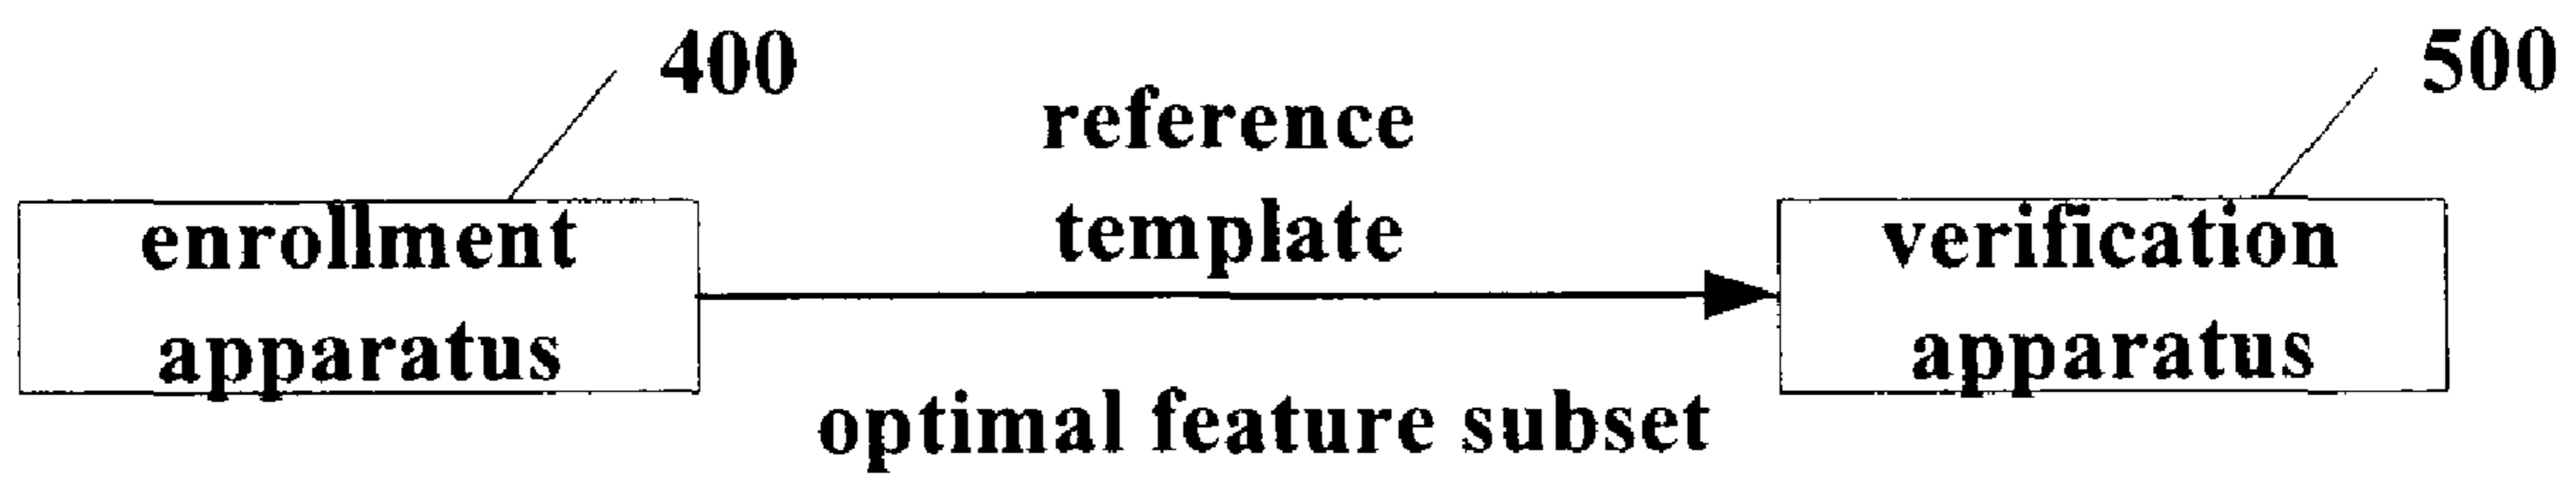 400
500
reference
template
enrollment
apparatus
verification
apparatus
optimal feature subset